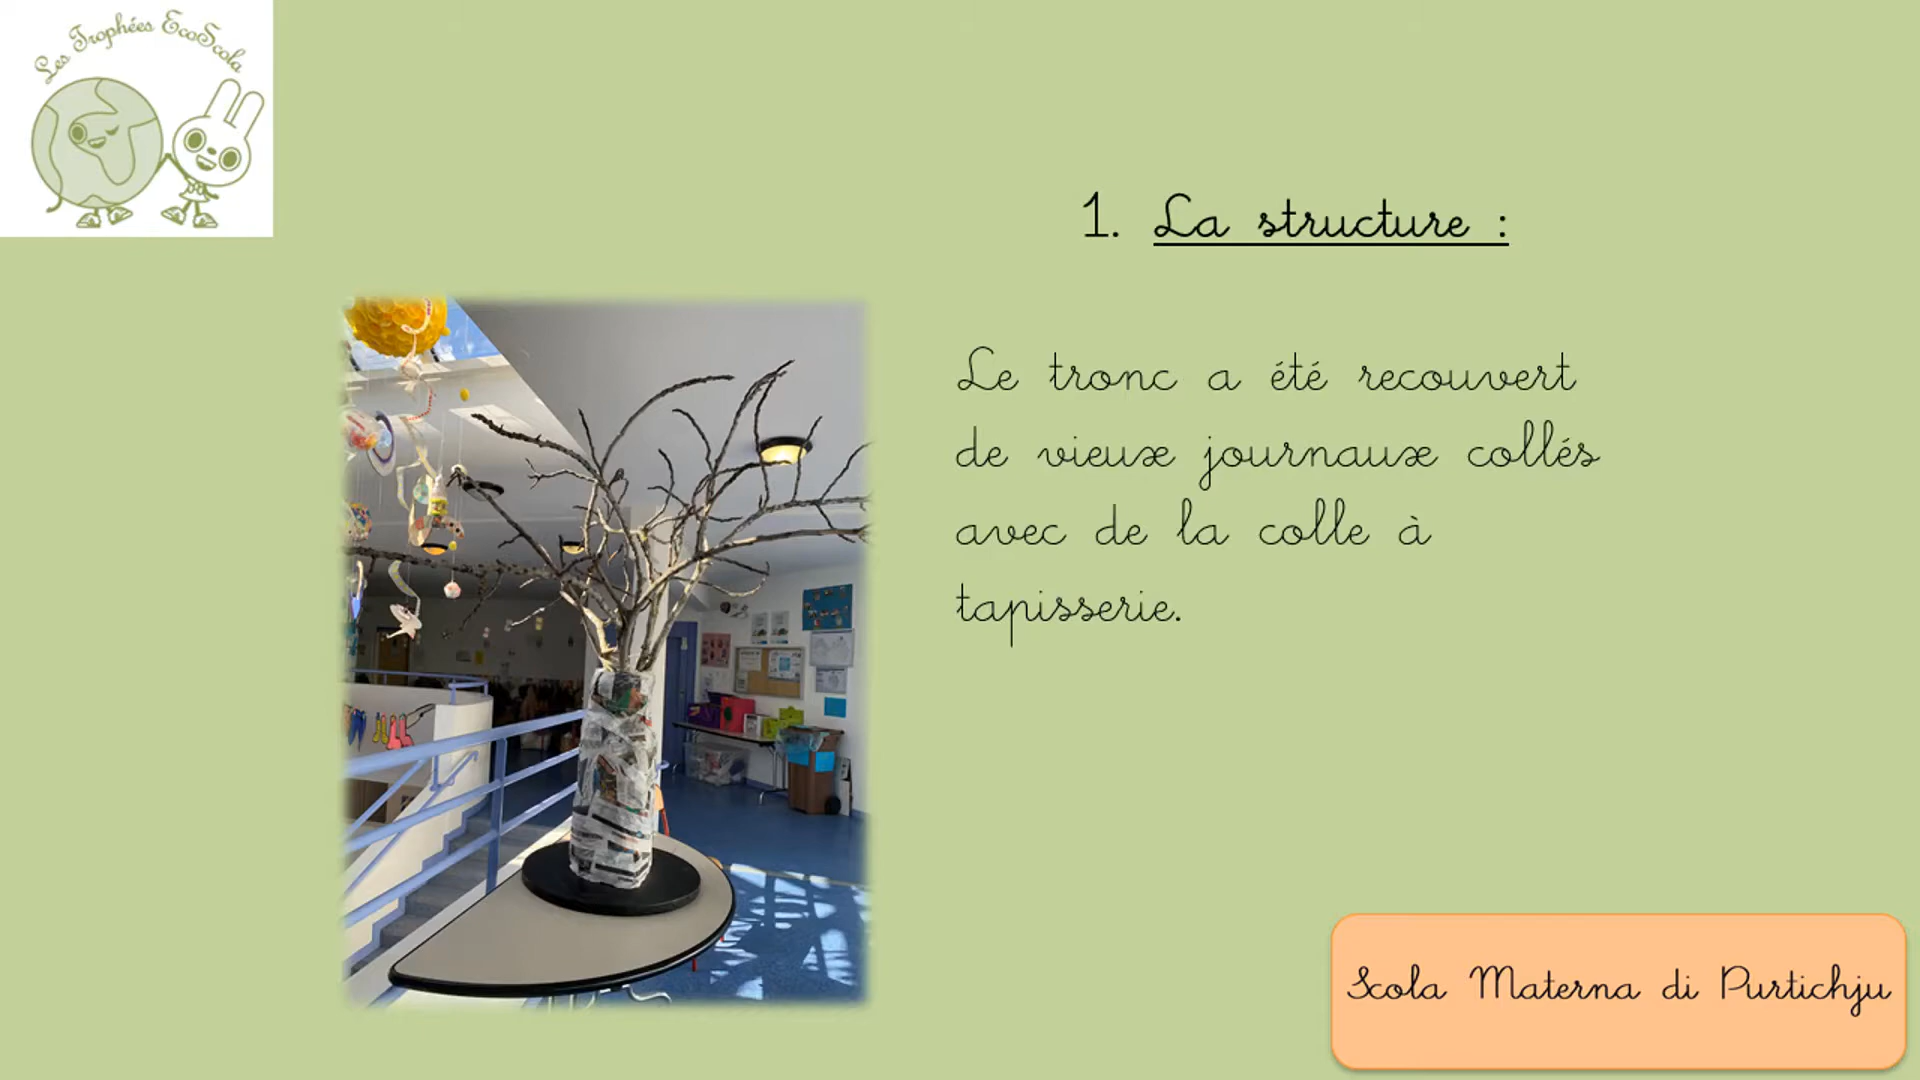 Les Trophées EcoScola
1. La structure :
Le tronc a été recouvert
de vieux journaux collés
avec de la colle à
tapisserie.
Scola Materna di Purtichju